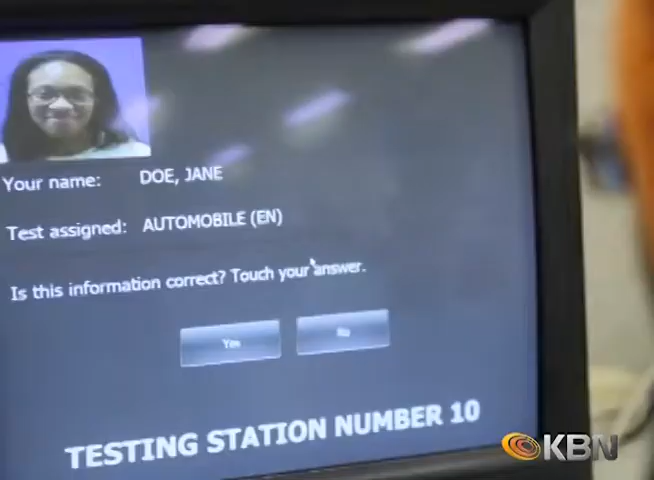 Your name: DOE, JANE
Test assigned: AUTOMOBILE (EN)
Is this information correct? Touch your answer.
Yes No
TESTING STATION NUMBER 10
KBN